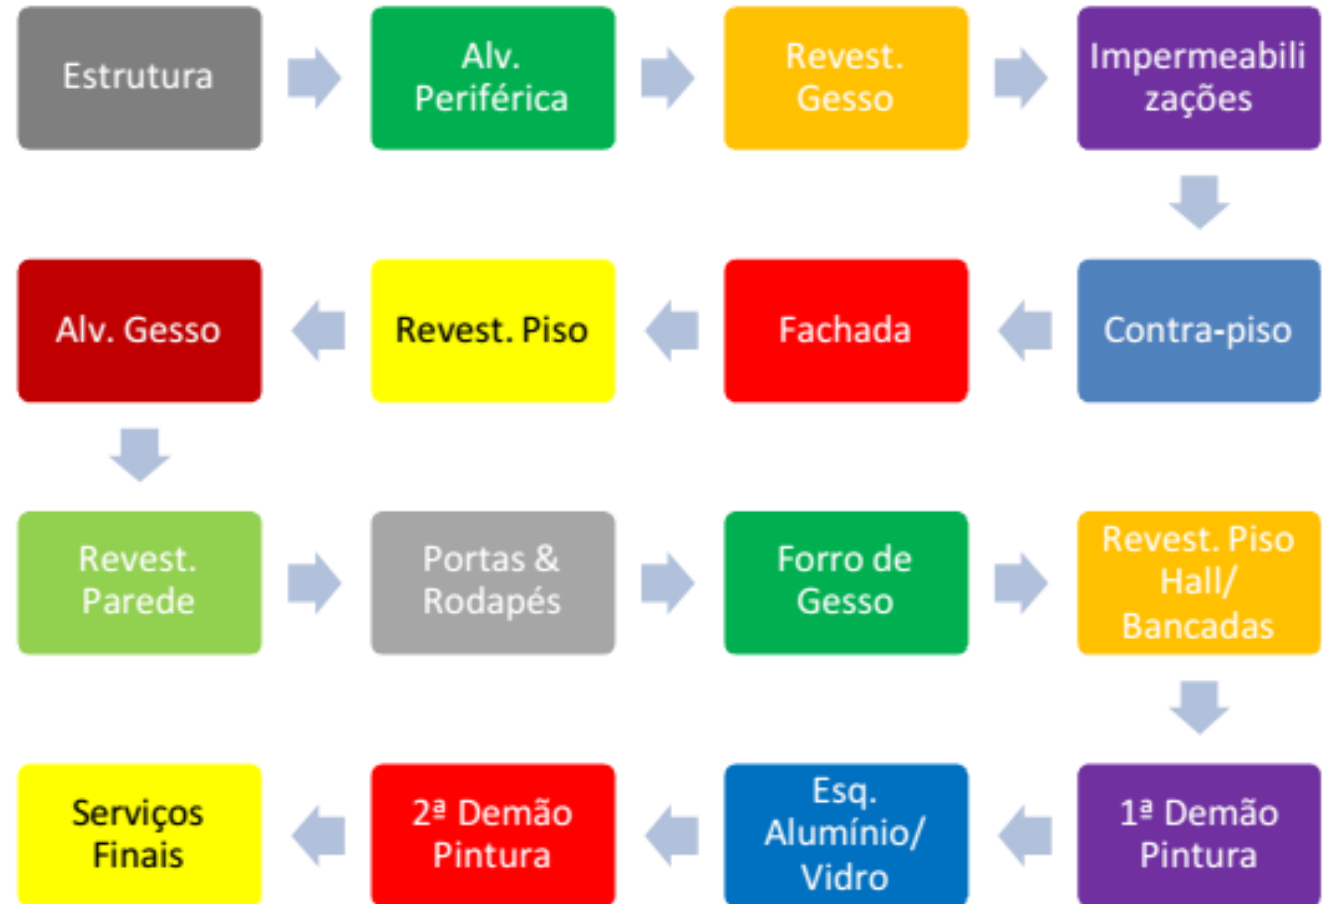 Estrutura
Alv.
Periférica
Revest.
Gesso
Impermeabili
zações
Contra-piso
Fachada
Revest. Piso
Alv. Gesso
Revest.
Parede
Portas &
Rodapés
Forro de
Gesso
Revest. Piso
Hall/
Bancadas
1ª Demão
Pintura
Esq.
Alumínio/
Vidro
2ª Demão
Pintura
Serviços
Finais